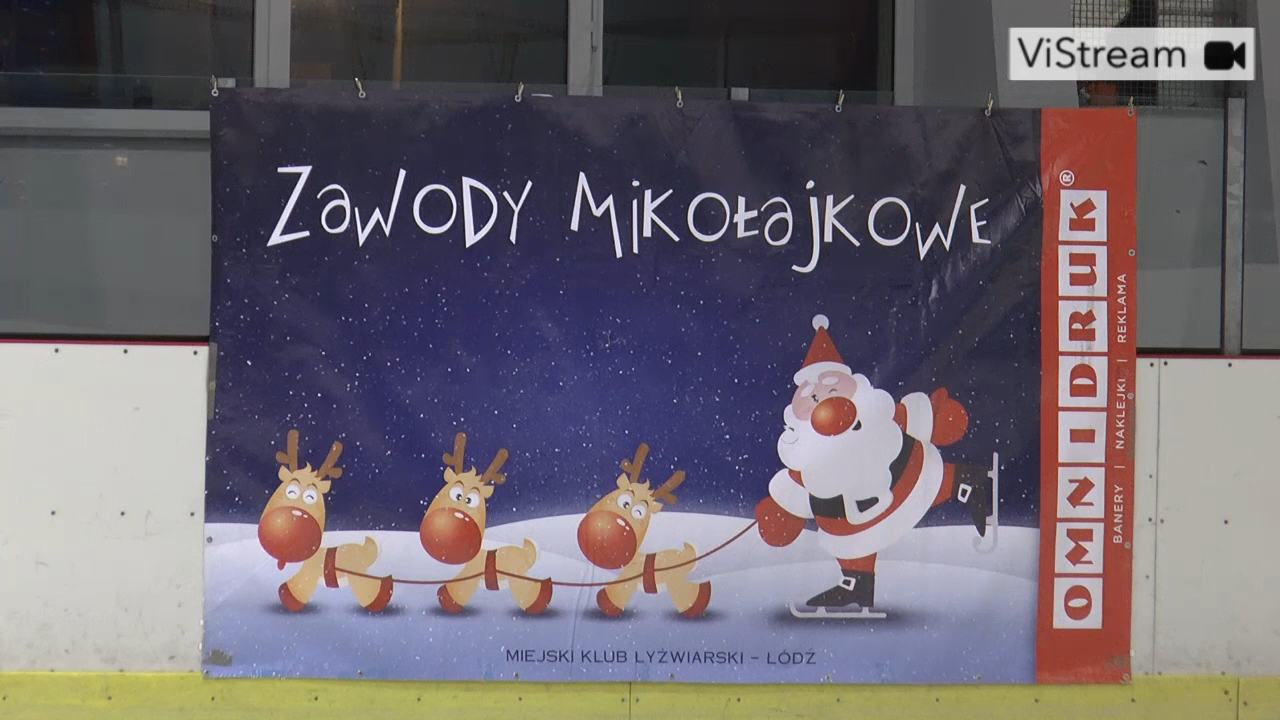 ViStream
Zawody Mikołajkowe
OMNIDRUK®
BANERY | NAKLEJKI | REKLAMA
MIEJSKI KLUB ŁYŻWIARSKI - ŁÓDŹ